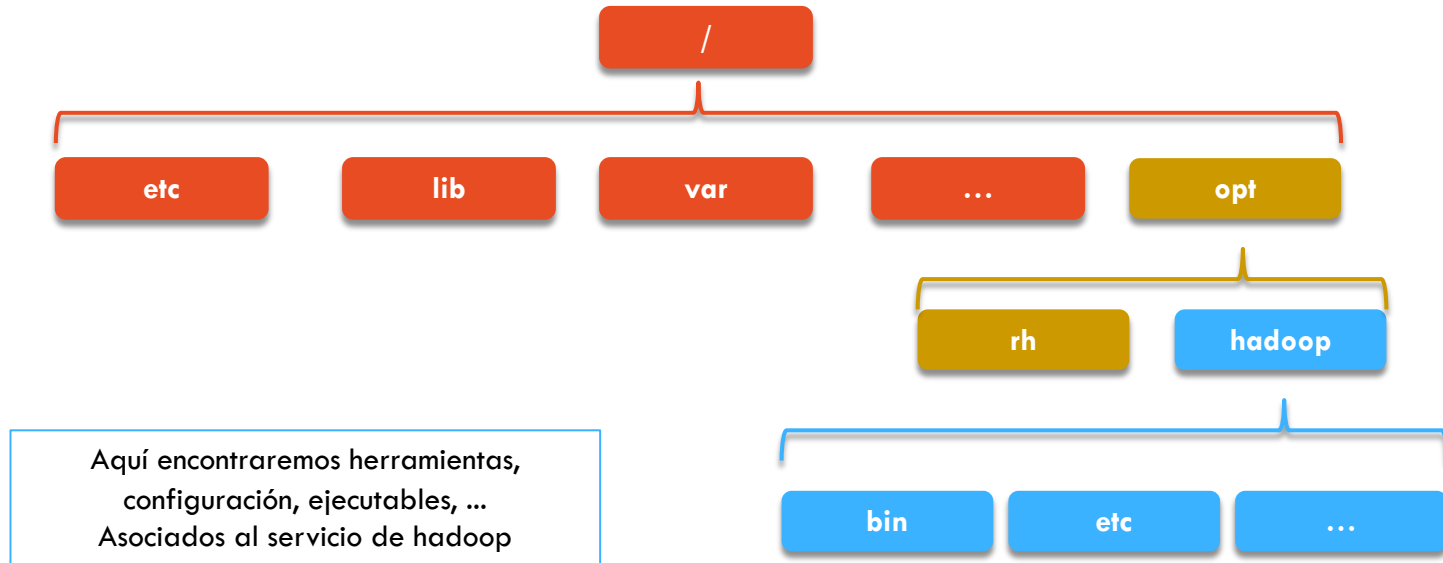 /
etc
lib
var
...
opt
rh
hadoop
Aquí encontraremos herramientas,
configuración, ejecutables, ...
Asociados al servicio de hadoop
bin
etc
...